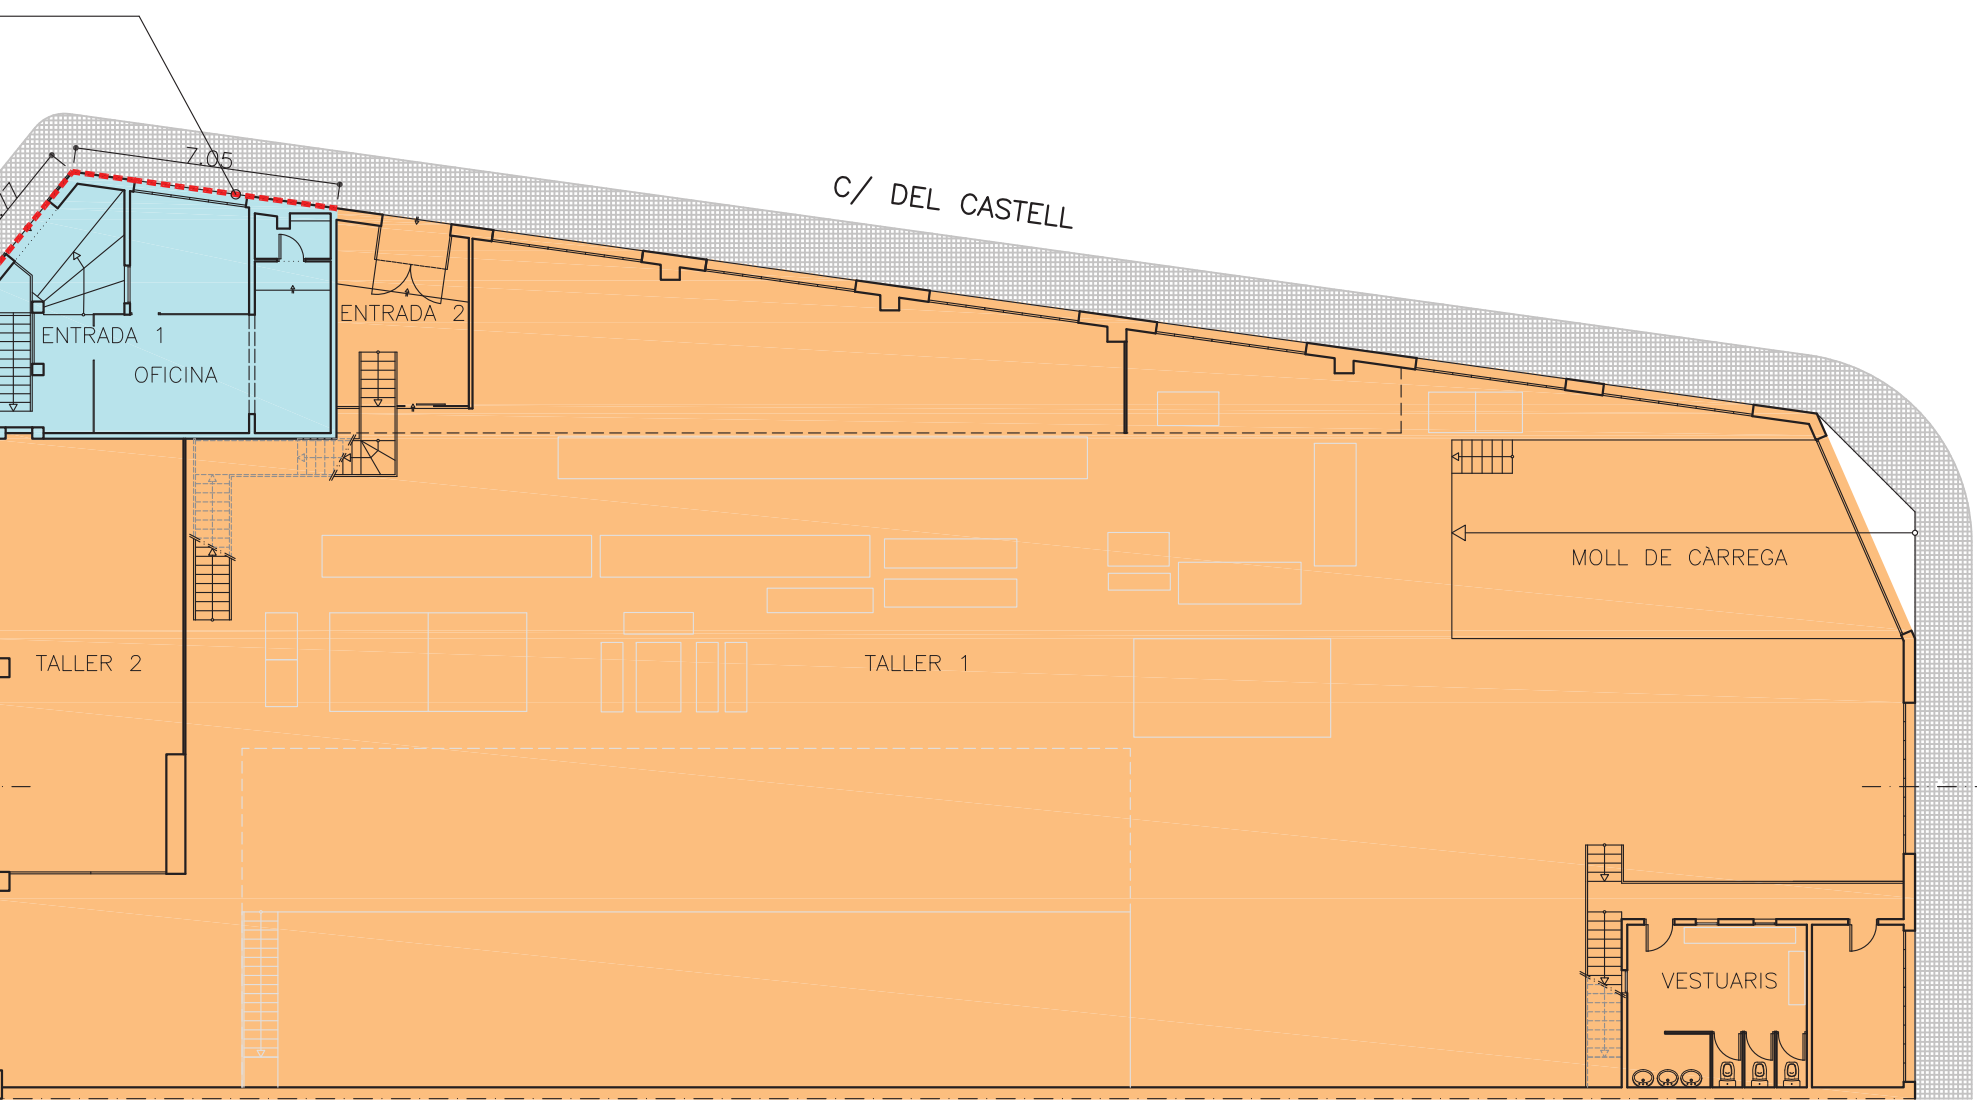 7.05
C/ DEL CASTELL
ENTRADA 2
ENTRADA 1
OFICINA
MOLL DE CÀRREGA
TALLER 2
TALLER 1
VESTUARIS